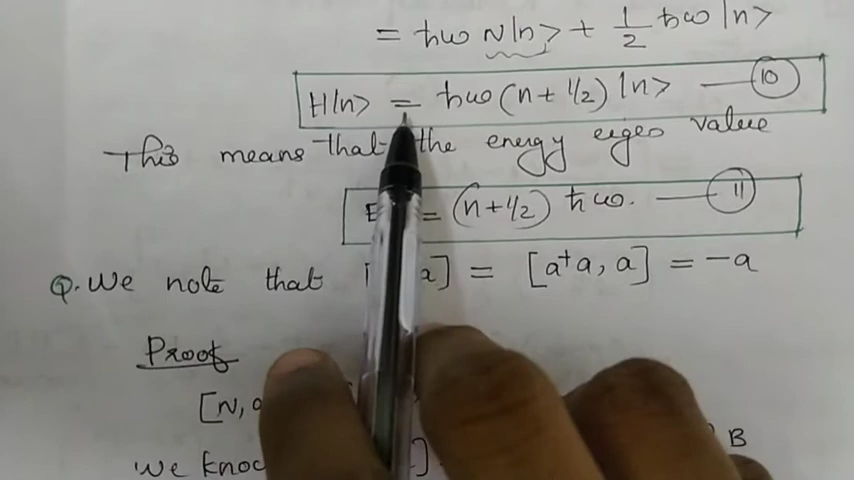 = ħω N|n> + 1/2 ħω |n>
H|n> = ħω (n + 1/2) |n> — 10
This means that the energy eigen value
E = (n+1/2) ħω. — 11
Q. We note that a] = [a†a, a] = -a
Proof
[N,
we B